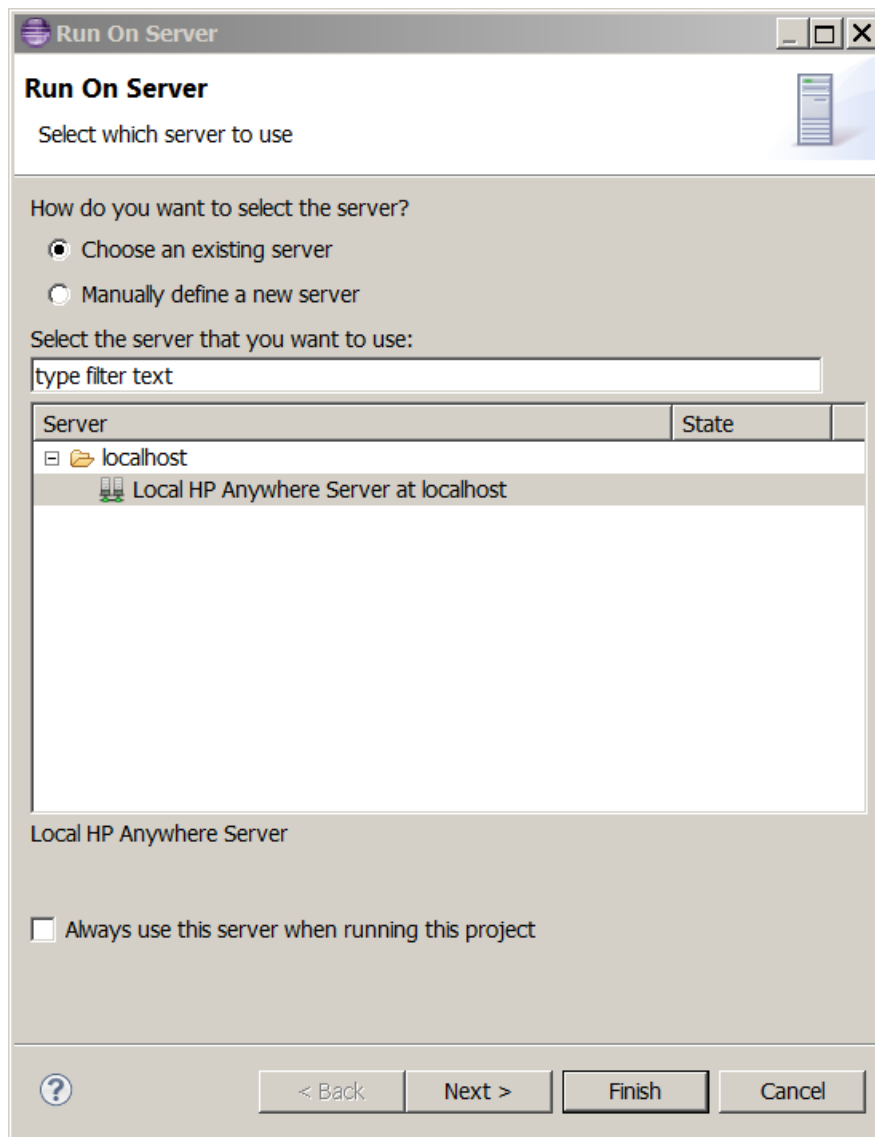 Run On Server
Run On Server
Select which server to use
How do you want to select the server?
Choose an existing server
Manually define a new server
Select the server that you want to use:
type filter text
Server State
localhost
Local HP Anywhere Server at localhost
Local HP Anywhere Server
Always use this server when running this project
? < Back Next > Finish Cancel